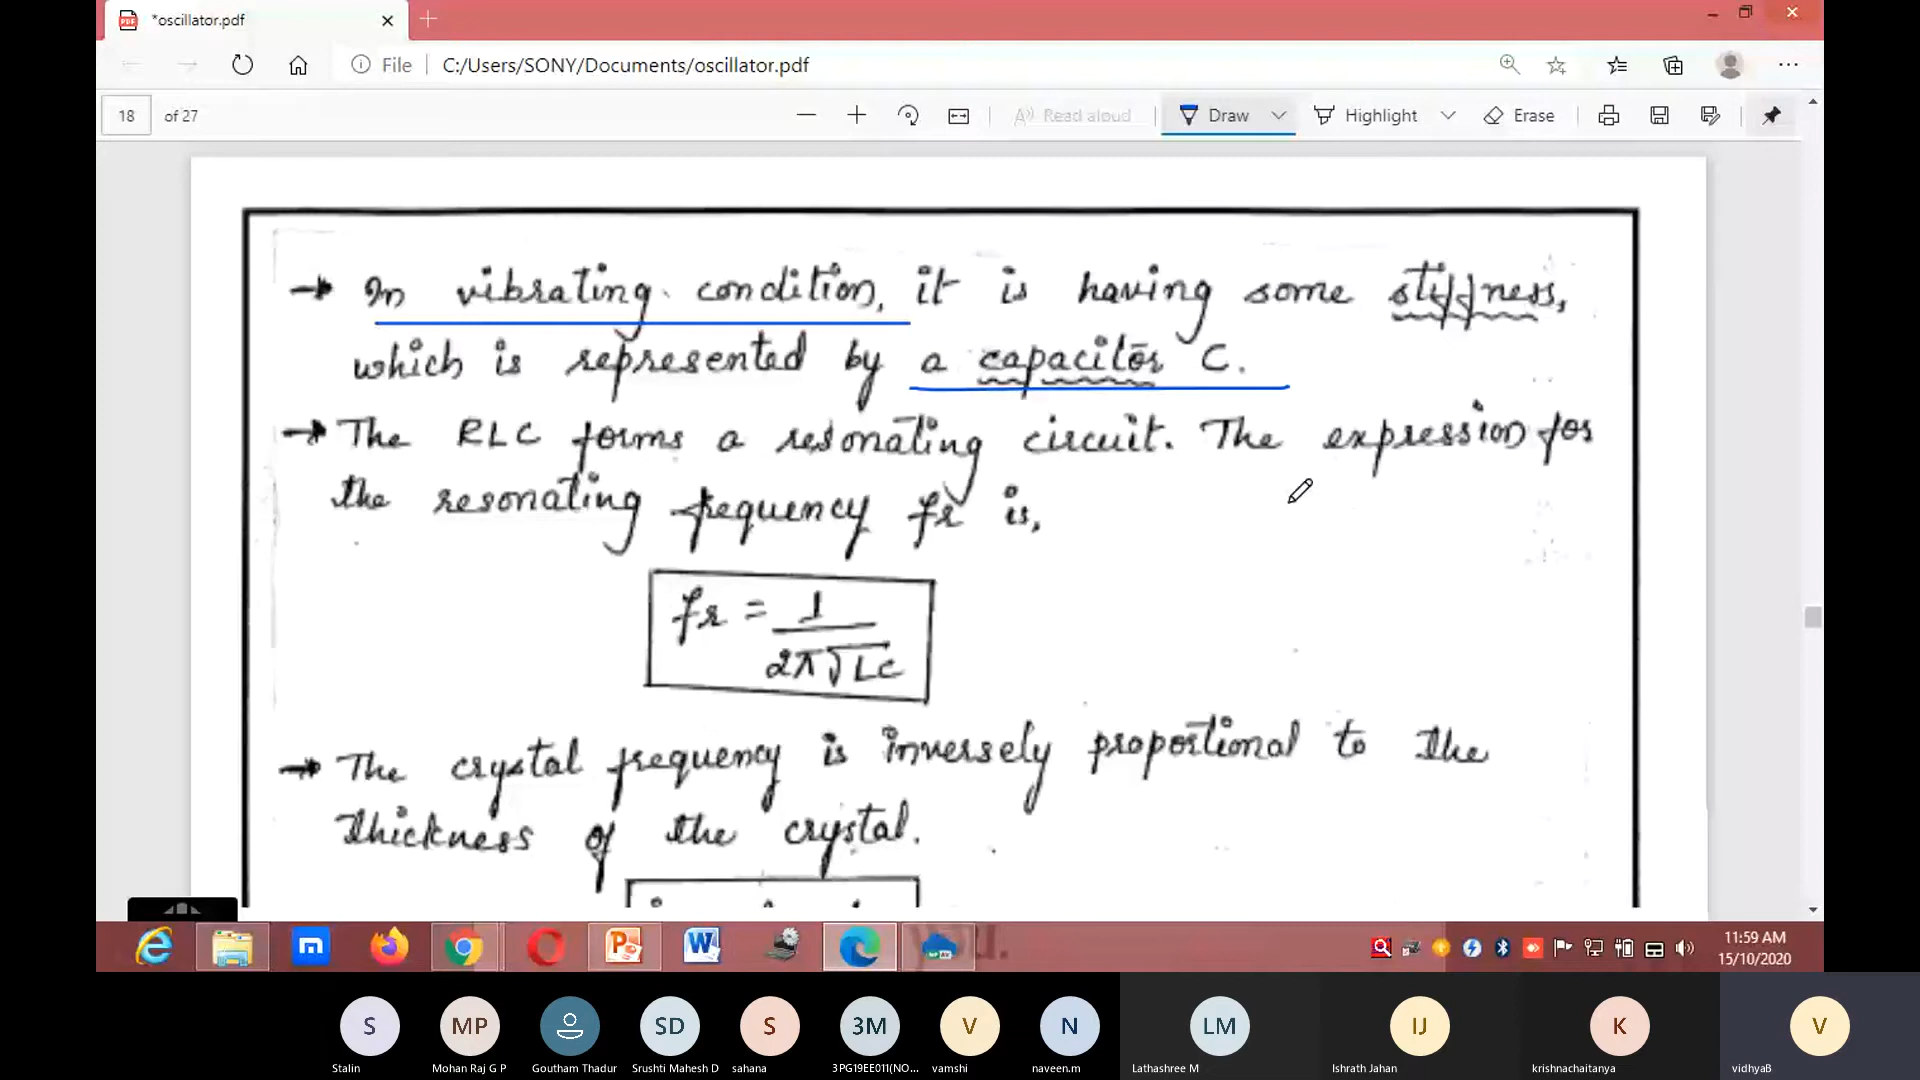 *oscillator.pdf
File C:/Users/SONY/Documents/oscillator.pdf
18 of 27 Read aloud Draw Highlight Erase
→ In vibrating condition, it is having some stiffness,
which is represented by a capacitor C.
→ The RLC forms a resonating circuit. The expression for
the resonating frequency fr is,
fr = 1
2π√LC
→ The crystal frequency is inversely proportional to the
thickness of the crystal.
11:59 AM
15/10/2020
S MP SD S 3M V N LM IJ K V
Stalin Mohan Raj G P Goutham Thadur Srushti Mahesh D sahana 3PG19EE011(NO... vamshi naveen.m Lathashree M Ishrath Jahan krishnachaitanya vidhyaB